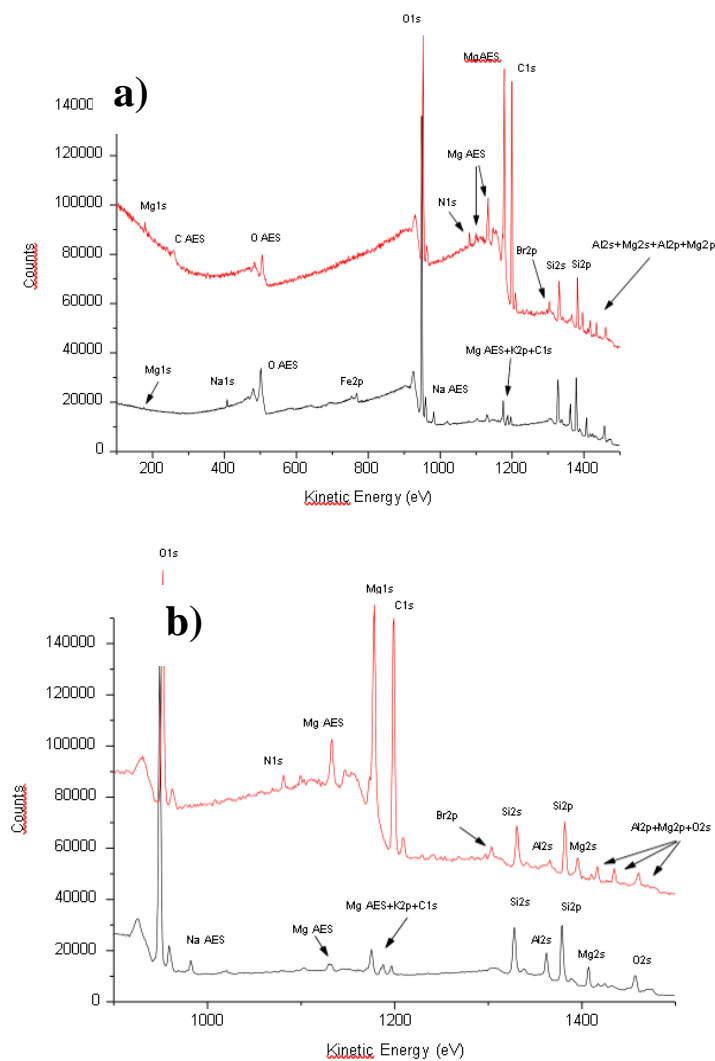 O1s
a)
MgAES
C1s
14000
120000
100000
80000
60000
40000
20000
0
Counts
Mg1s
C AES
O AES
N1s
Mg AES
Br2p
Si2s
Si2p
Al2s+Mg2s+Al2p+Mg2p
Mg1s
Na1s
O AES
Fe2p
Na AES
Mg AES+K2p+C1s
200 400 600 800 1000 1200 1400
Kinetic Energy (eV)
O1s
b)
Mg1s
C1s
140000
120000
100000
80000
60000
40000
20000
0
Counts
N1s
Mg AES
Br2p
Si2s
Al2s
Si2p
Mg2s
Al2p+Mg2p+O2s
Na AES
Mg AES
Mg AES+K2p+C1s
Si2s
Al2s
Si2p
Mg2s
O2s
1000 1200 1400
Kinetic Energy (eV)